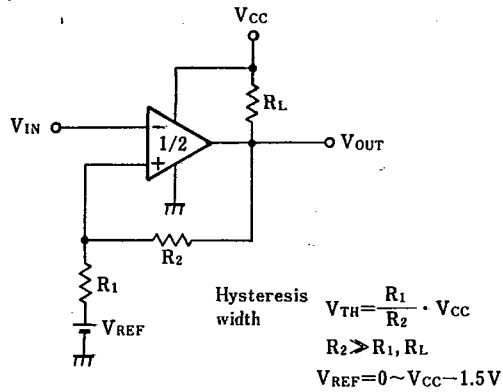 VCC
RL
VIN
−
1/2
+
VOUT
R2
R1
VREF
Hysteresis width VTH=R1/R2 · VCC
R2≫R1, RL
VREF=0~VCC−1.5V